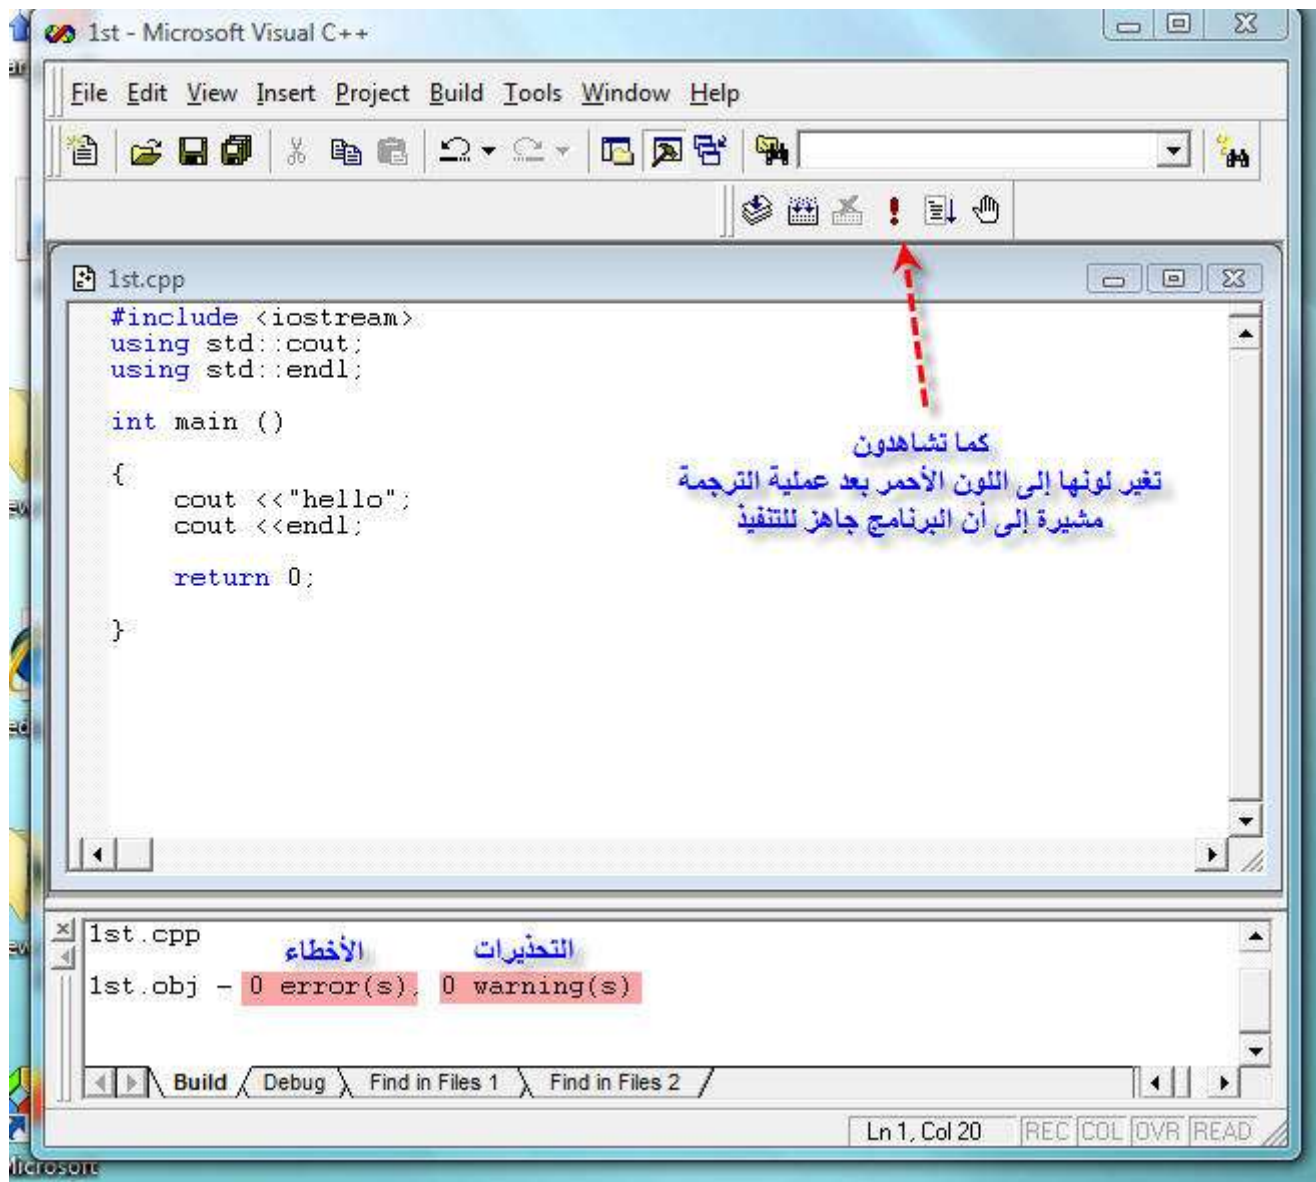 1st - Microsoft Visual C++
File Edit View Insert Project Build Tools Window Help
1st.cpp
#include <iostream>
using std::cout;
using std::endl;
int main ()
{
cout <<"hello";
cout <<endl;
return 0;
}
كما تشاهدون
تغير لونها إلى اللون الأحمر بعد عملية الترجمة
مشيرة إلى أن البرنامج جاهز للتنفيذ
1st.cpp
الأخطاء التحذيرات
1st.obj - 0 error(s), 0 warning(s)
Build Debug Find in Files 1 Find in Files 2
Ln 1, Col 20 REC COL OVR READ